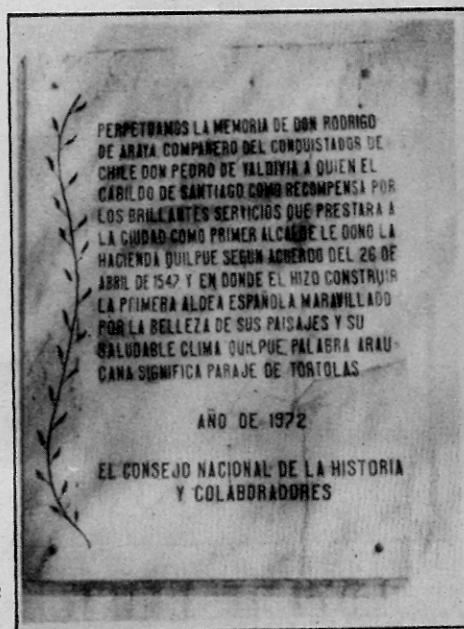 PERPETUAMOS LA MEMORIA DE DON RODRIGO
DE ARAYA COMPAÑERO DEL CONQUISTADOR DE
CHILE DON PEDRO DE VALDIVIA A QUIEN EL
CABILDO DE SANTIAGO COMO RECOMPENSA POR
LOS BRILLANTES SERVICIOS QUE PRESTARA A
LA CIUDAD COMO PRIMER ALCALDE LE DONO LA
HACIENDA QUILPUE SEGUN ACUERDO DEL 26 DE
ABRIL DE 1547 Y EN DONDE EL HIZO CONSTRUIR
LA PRIMERA ALDEA ESPAÑOLA MARAVILLADO
POR LA BELLEZA DE SUS PAISAJES Y SU
SALUDABLE CLIMA QUILPUE, PALABRA ARAU-
CANA SIGNIFICA PARAJE DE TORTOLAS
AÑO DE 1972
EL CONSEJO NACIONAL DE LA HISTORIA
Y COLABORADORES